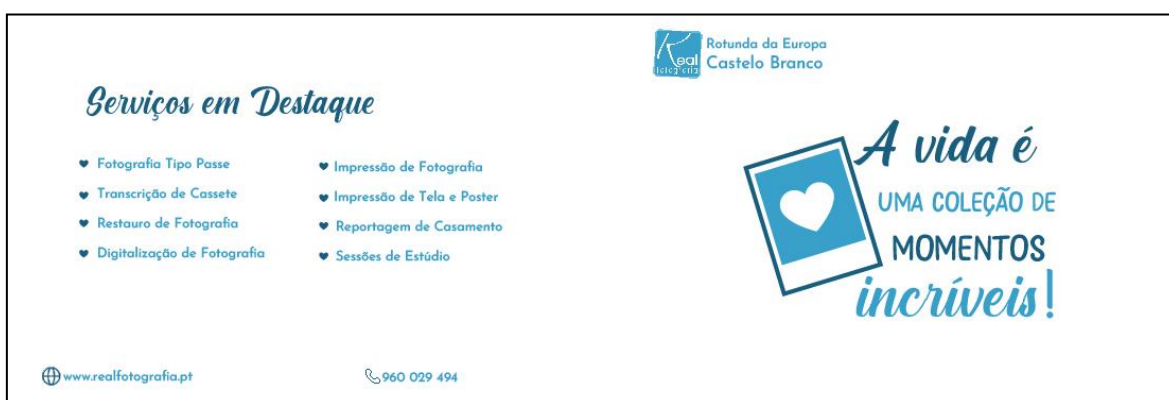 Serviços em Destaque
Fotografia Tipo Passe
Transcrição de Cassete
Restauro de Fotografia
Digitalização de Fotografia
Impressão de Fotografia
Impressão de Tela e Poster
Reportagem de Casamento
Sessões de Estúdio
www.realfotografia.pt
960 029 494
Real
fotografia
Rotunda da Europa
Castelo Branco
A vida é
UMA COLEÇÃO DE
MOMENTOS
incríveis!